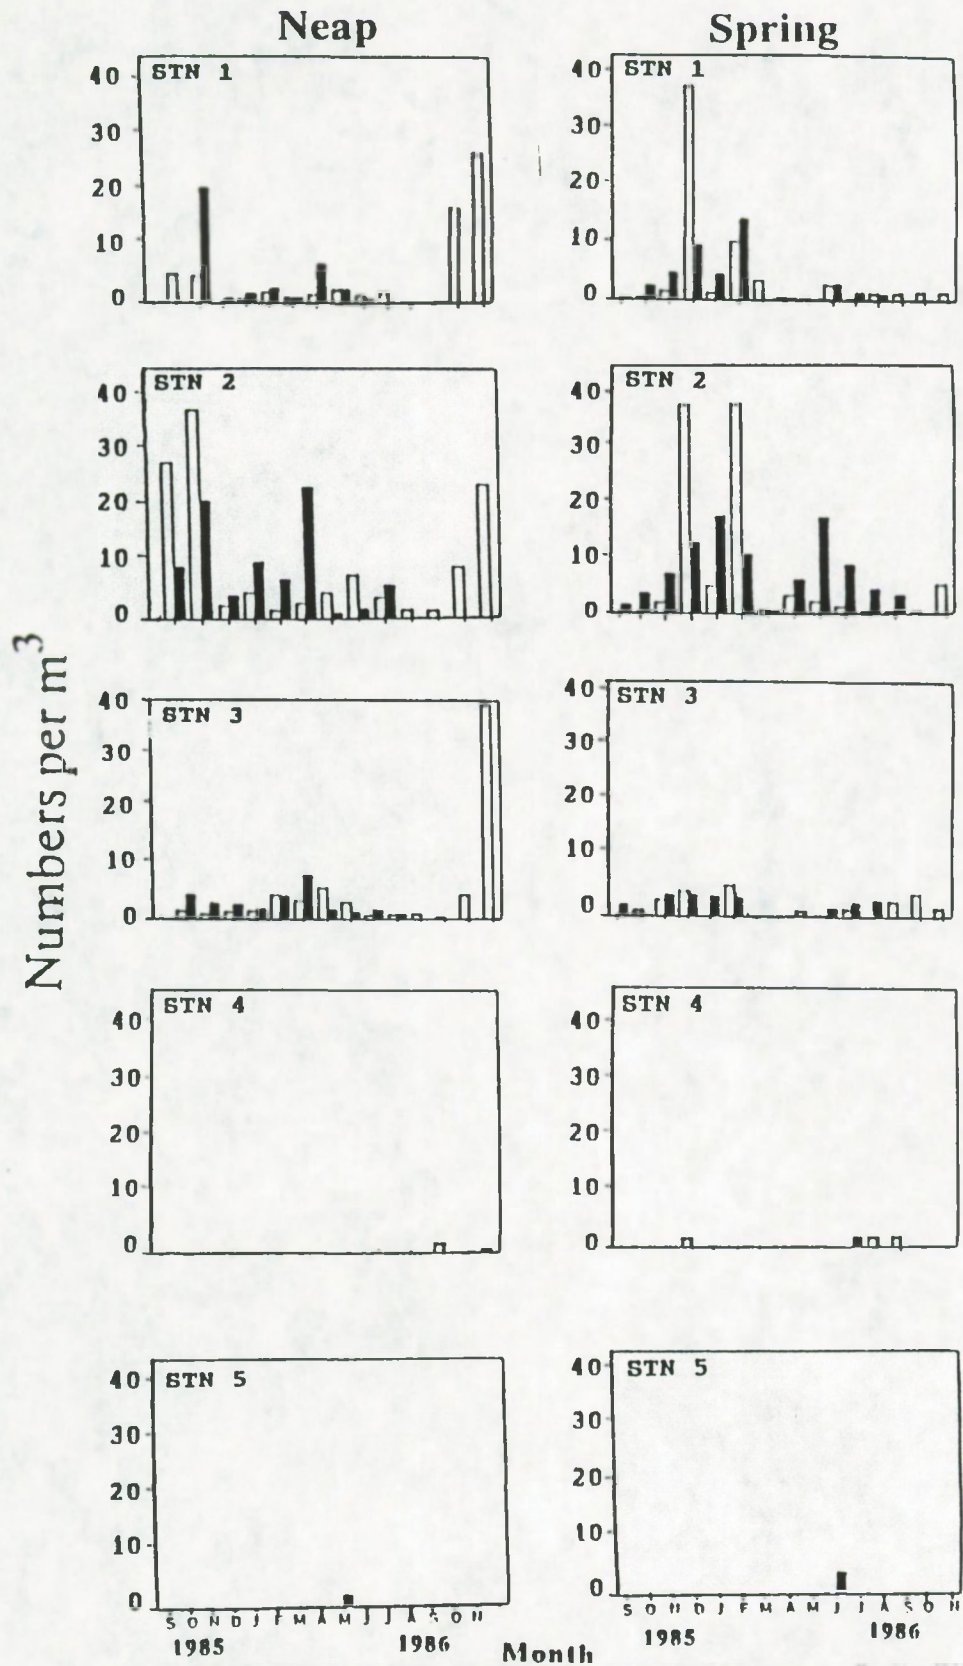 Neap Spring
STN 1 STN 1
40 40
30 30
20 20
10 10
0 0
STN 2 STN 2
40 40
30 30
20 20
10 10
0 0
Numbers per m³
STN 3 STN 3
40 40
30 30
20 20
10 10
0 0
STN 4 STN 4
40 40
30 30
20 20
10 10
0 0
STN 5 STN 5
40 40
30 30
20 20
10 10
0 0
S O N D J F M A M J J A S O N S O N D J F M A M J J A S O N
1985 1986 1985 1986
Month